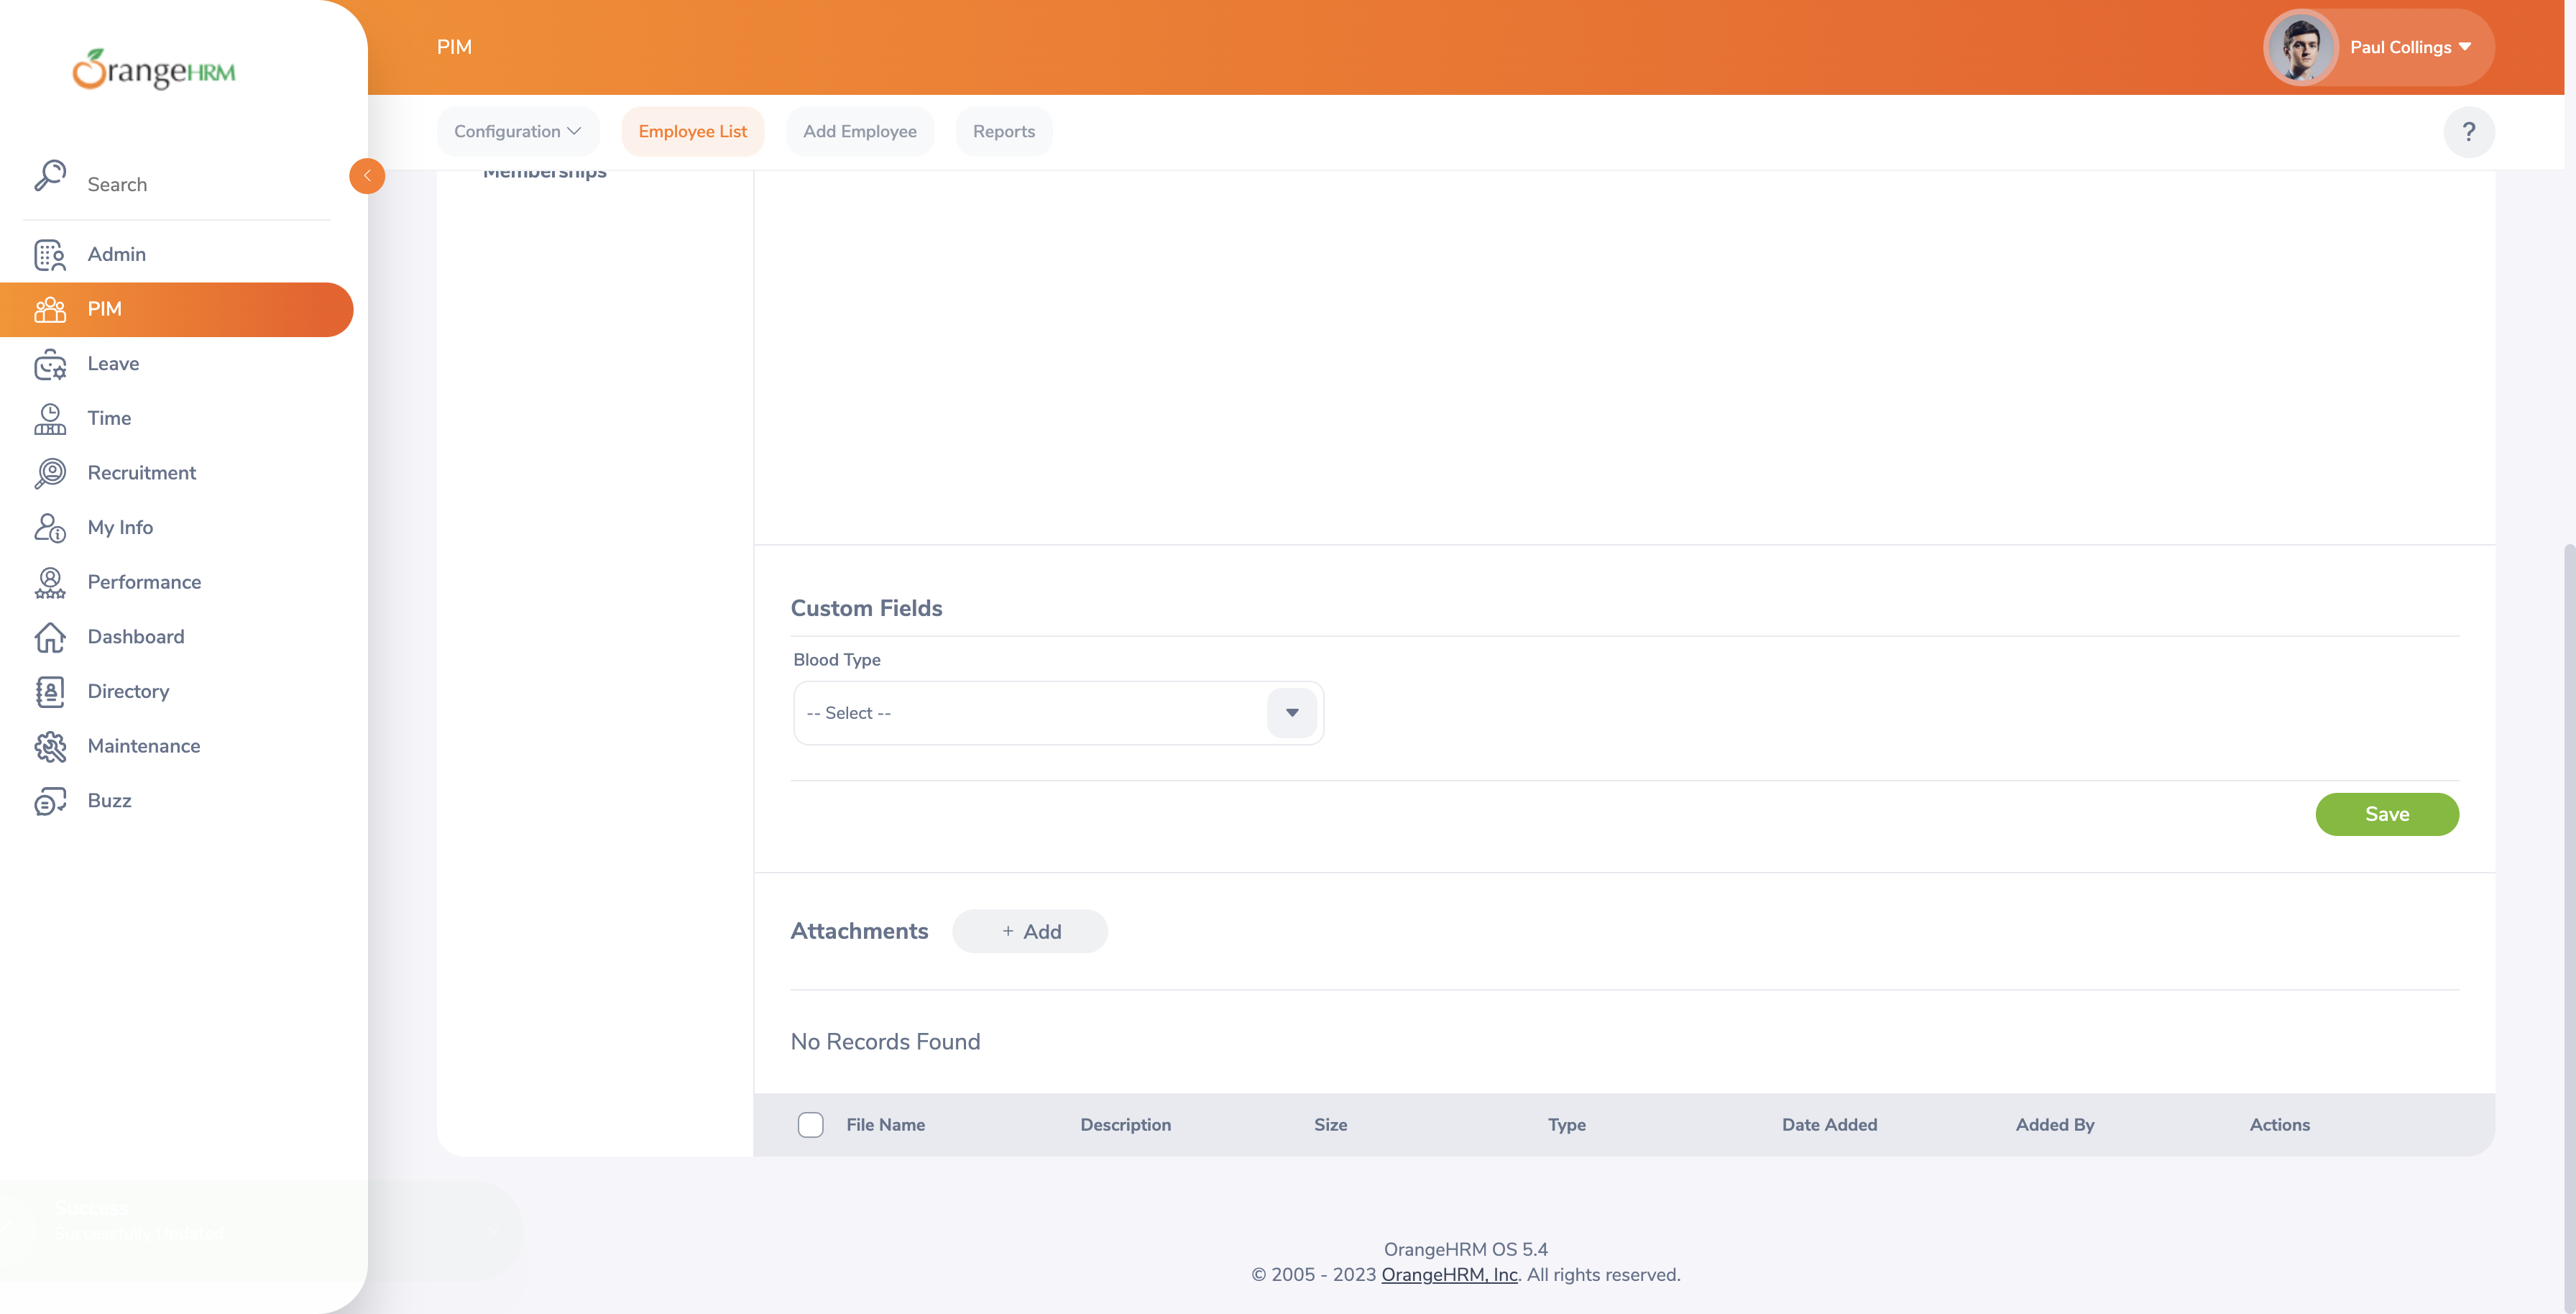 OrangeHRM
PIM
Paul Collings
Configuration
Employee List
Add Employee
Reports
?
Memberships
Search
Admin
PIM
Leave
Time
Recruitment
My Info
Performance
Dashboard
Directory
Maintenance
Buzz
Custom Fields
Blood Type
-- Select --
Save
Attachments
+ Add
No Records Found
File Name
Description
Size
Type
Date Added
Added By
Actions
Success
Successfully Updated
OrangeHRM OS 5.4
© 2005 - 2023 OrangeHRM, Inc. All rights reserved.